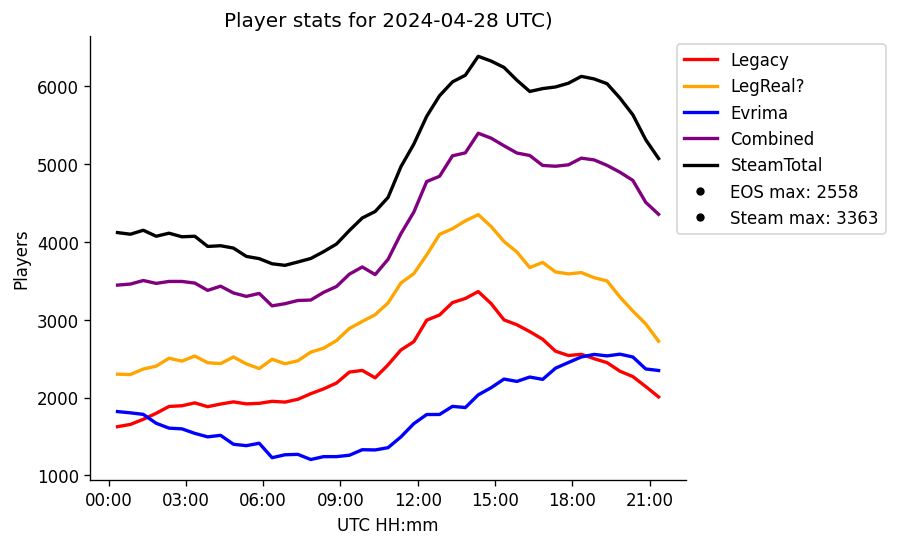 Player stats for 2024-04-28 UTC)
Legacy
LegReal?
Evrima
Combined
SteamTotal
EOS max: 2558
Steam max: 3363
Players
6000
5000
4000
3000
2000
1000
00:00 03:00 06:00 09:00 12:00 15:00 18:00 21:00
UTC HH:mm